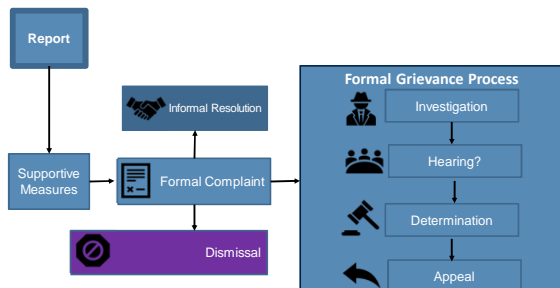 Report
Informal Resolution
Supportive
Measures
Formal Complaint
Dismissal
Formal Grievance Process
Investigation
Hearing?
Determination
Appeal